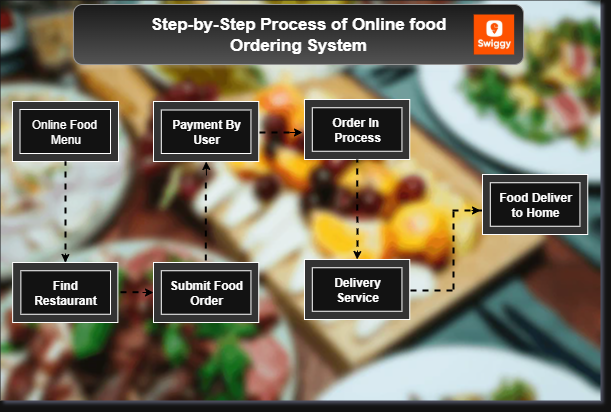 Step-by-Step Process of Online food
Ordering System
Swiggy
Online Food
Menu
Find
Restaurant
Submit Food
Order
Payment By
User
Order In
Process
Delivery
Service
Food Deliver
to Home